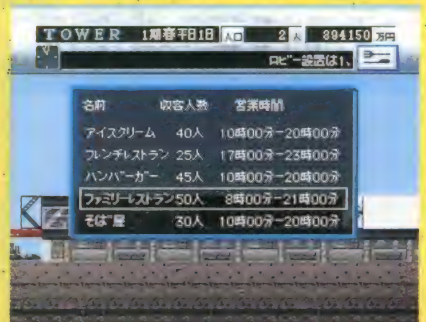 TOWER 1期春平日1日 人口 2人 894150万円
ロビー設置は1、
名前 収客人数 営業時間
アイスクリーム 40人 10時00分-20時00分
フレンチレストラン 25人 17時00分-23時00分
ハンバーガー 45人 10時00分-20時00分
ファミリーレストラン 50人 8時00分-21時00分
そば屋 30人 10時00分-20時00分